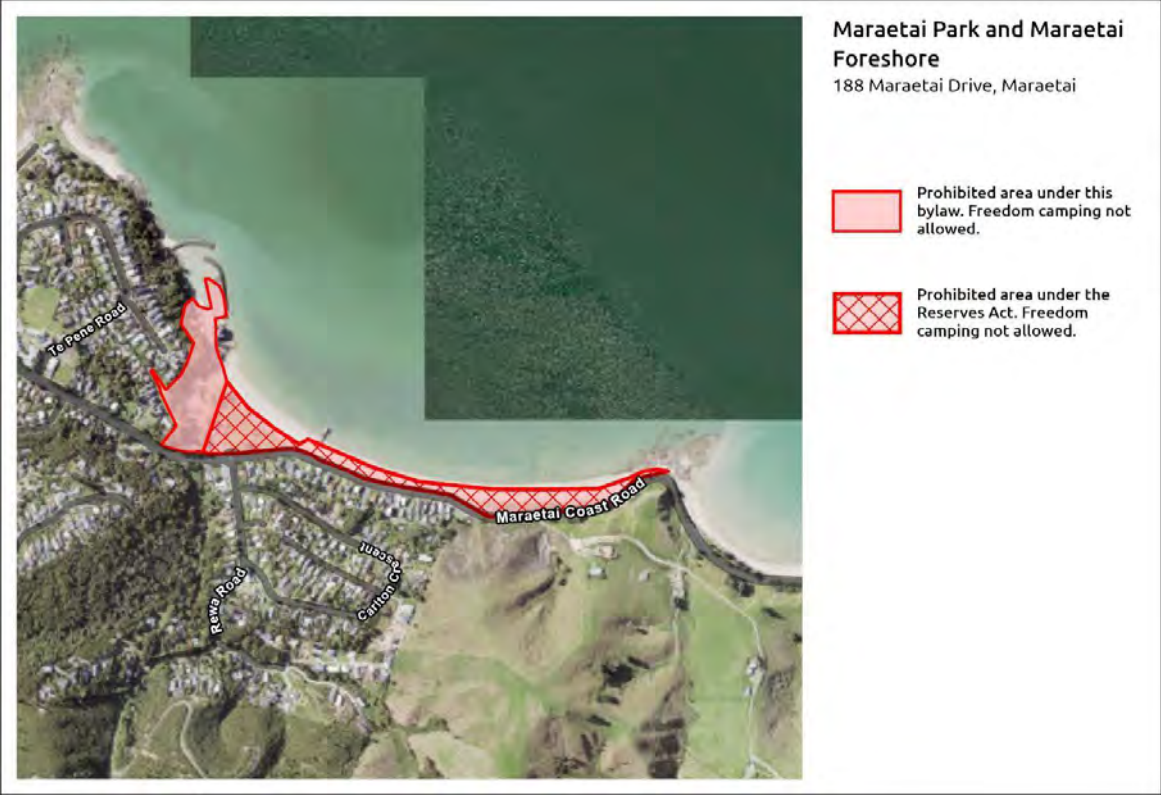 Maraetai Park and Maraetai
Foreshore
188 Maraetai Drive, Maraetai
Prohibited area under this
bylaw. Freedom camping not
allowed.
Prohibited area under the
Reserves Act. Freedom
camping not allowed.
Te Pene Road
Maraetai Coast Road
Rewa Road
Carlton Crescent